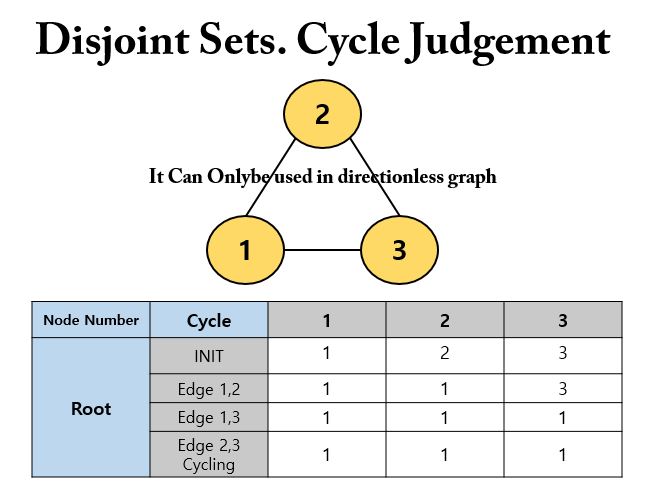 Disjoint Sets. Cycle Judgement
2
It Can Onlybe used in directionless graph
1 3
Node Number Cycle 1 2 3
Root
INIT 1 2 3
Edge 1,2 1 1 3
Edge 1,3 1 1 1
Edge 2,3
Cycling 1 1 1